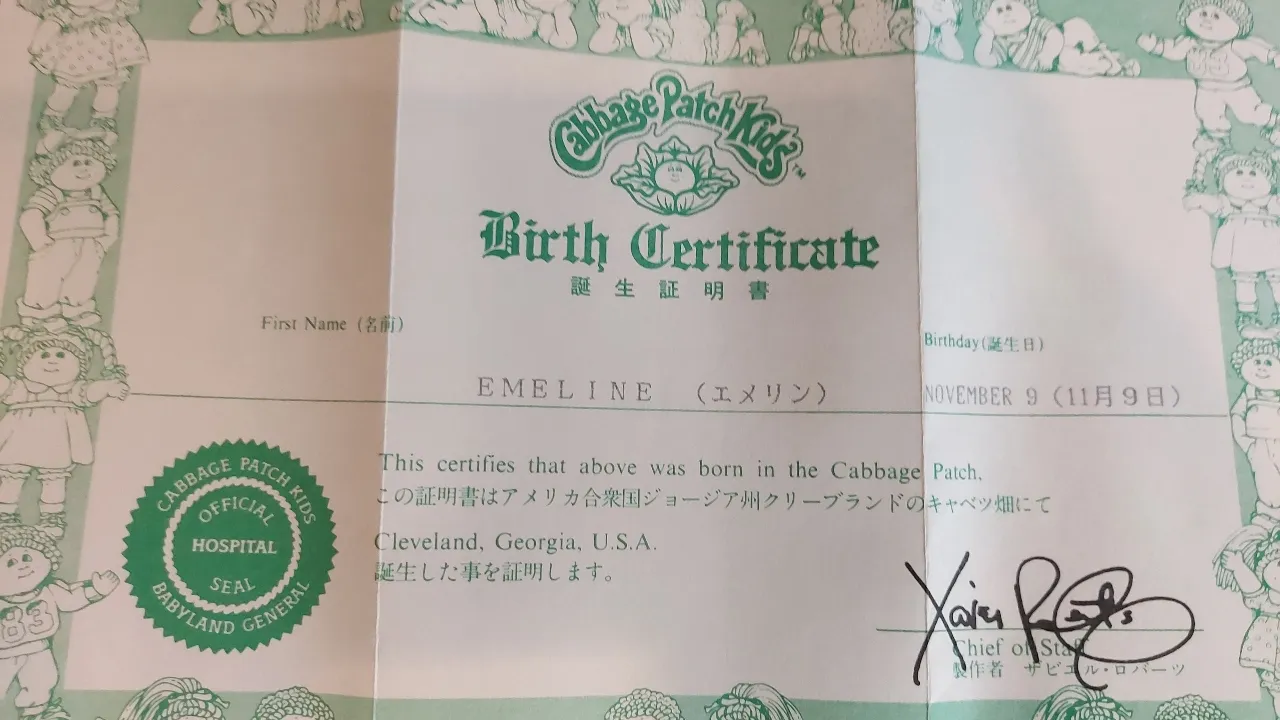 Cabbage Patch Kids™
Birth Certificate
誕生証明書
First Name (名前)
Birthday(誕生日)
EMELINE (エメリン)
NOVEMBER 9 (11月9日)
This certifies that above was born in the Cabbage Patch,
この証明書はアメリカ合衆国ジョージア州クリーブランドのキャベツ畑にて
Cleveland, Georgia, U.S.A.
誕生した事を証明します。
CABBAGE PATCH KIDS
OFFICIAL
HOSPITAL
SEAL
BABYLAND GENERAL
Xavier Roberts
Chief of Staff
製作者 ザビエル・ロバーツ
83
83